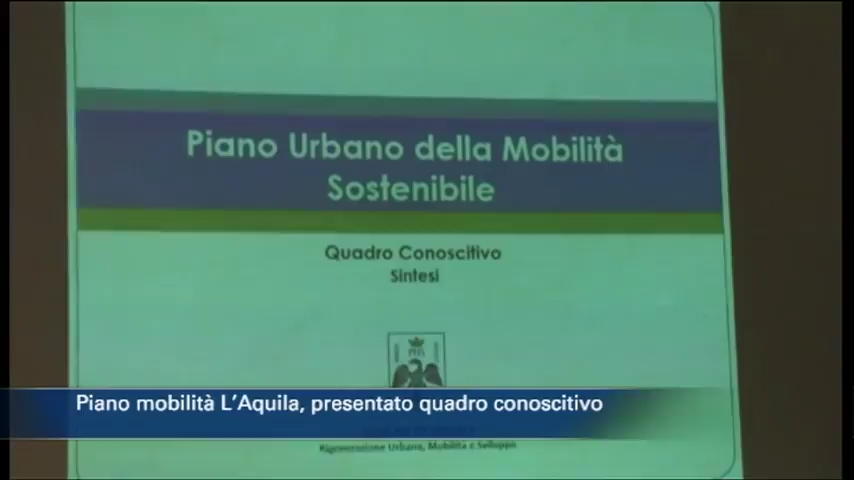 Piano Urbano della Mobilità
Sostenibile
Quadro Conoscitivo
Sintesi
Piano mobilità L'Aquila, presentato quadro conoscitivo
Rigenerazione Urbana, Mobilità e Sviluppo